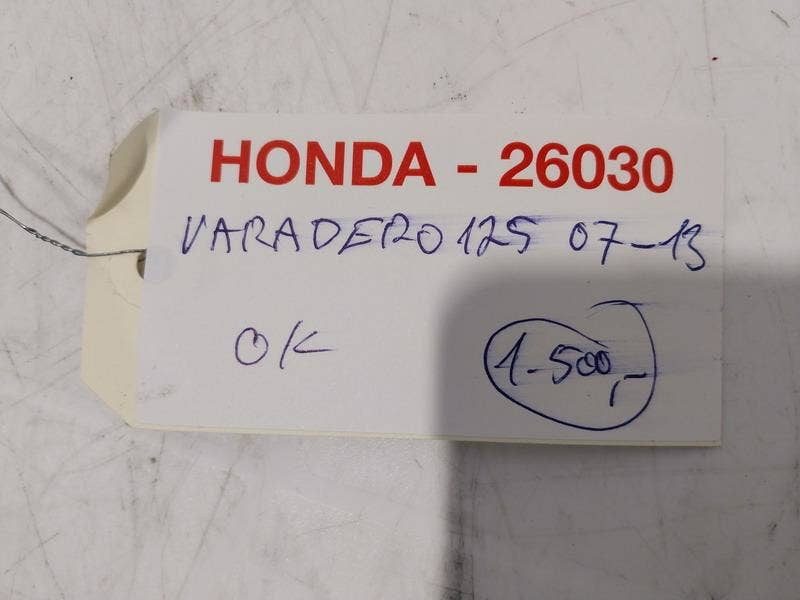 HONDA - 26030
VARADERO 125 07-13
OK
1-500,-